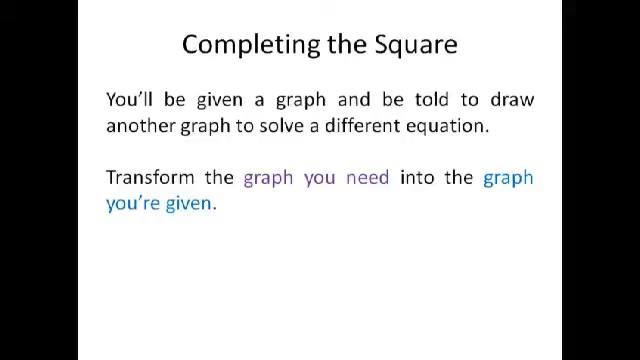 Completing the Square
You'll be given a graph and be told to draw
another graph to solve a different equation.
Transform the graph you need into the graph
you're given.